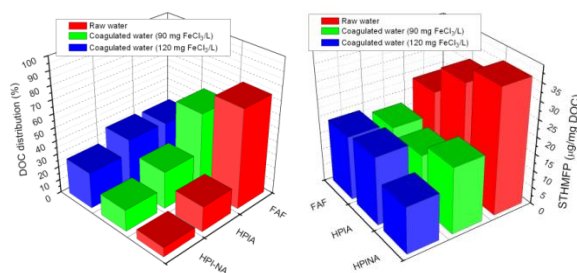 Raw water
Coagulated water (90 mg FeCl3/L)
Coagulated water (120 mg FeCl3/L)
DOC distribution (%)
100
90
80
70
60
50
40
30
20
10
0
HPI-NA
HPIA
FAF
Raw water
Coagulated water (90 mg FeCl3/L)
Coagulated water (120 mg FeCl3/L)
STHMFP (µg/mg DOC)
35
30
25
20
15
10
5
0
FAF
HPIA
HPINA